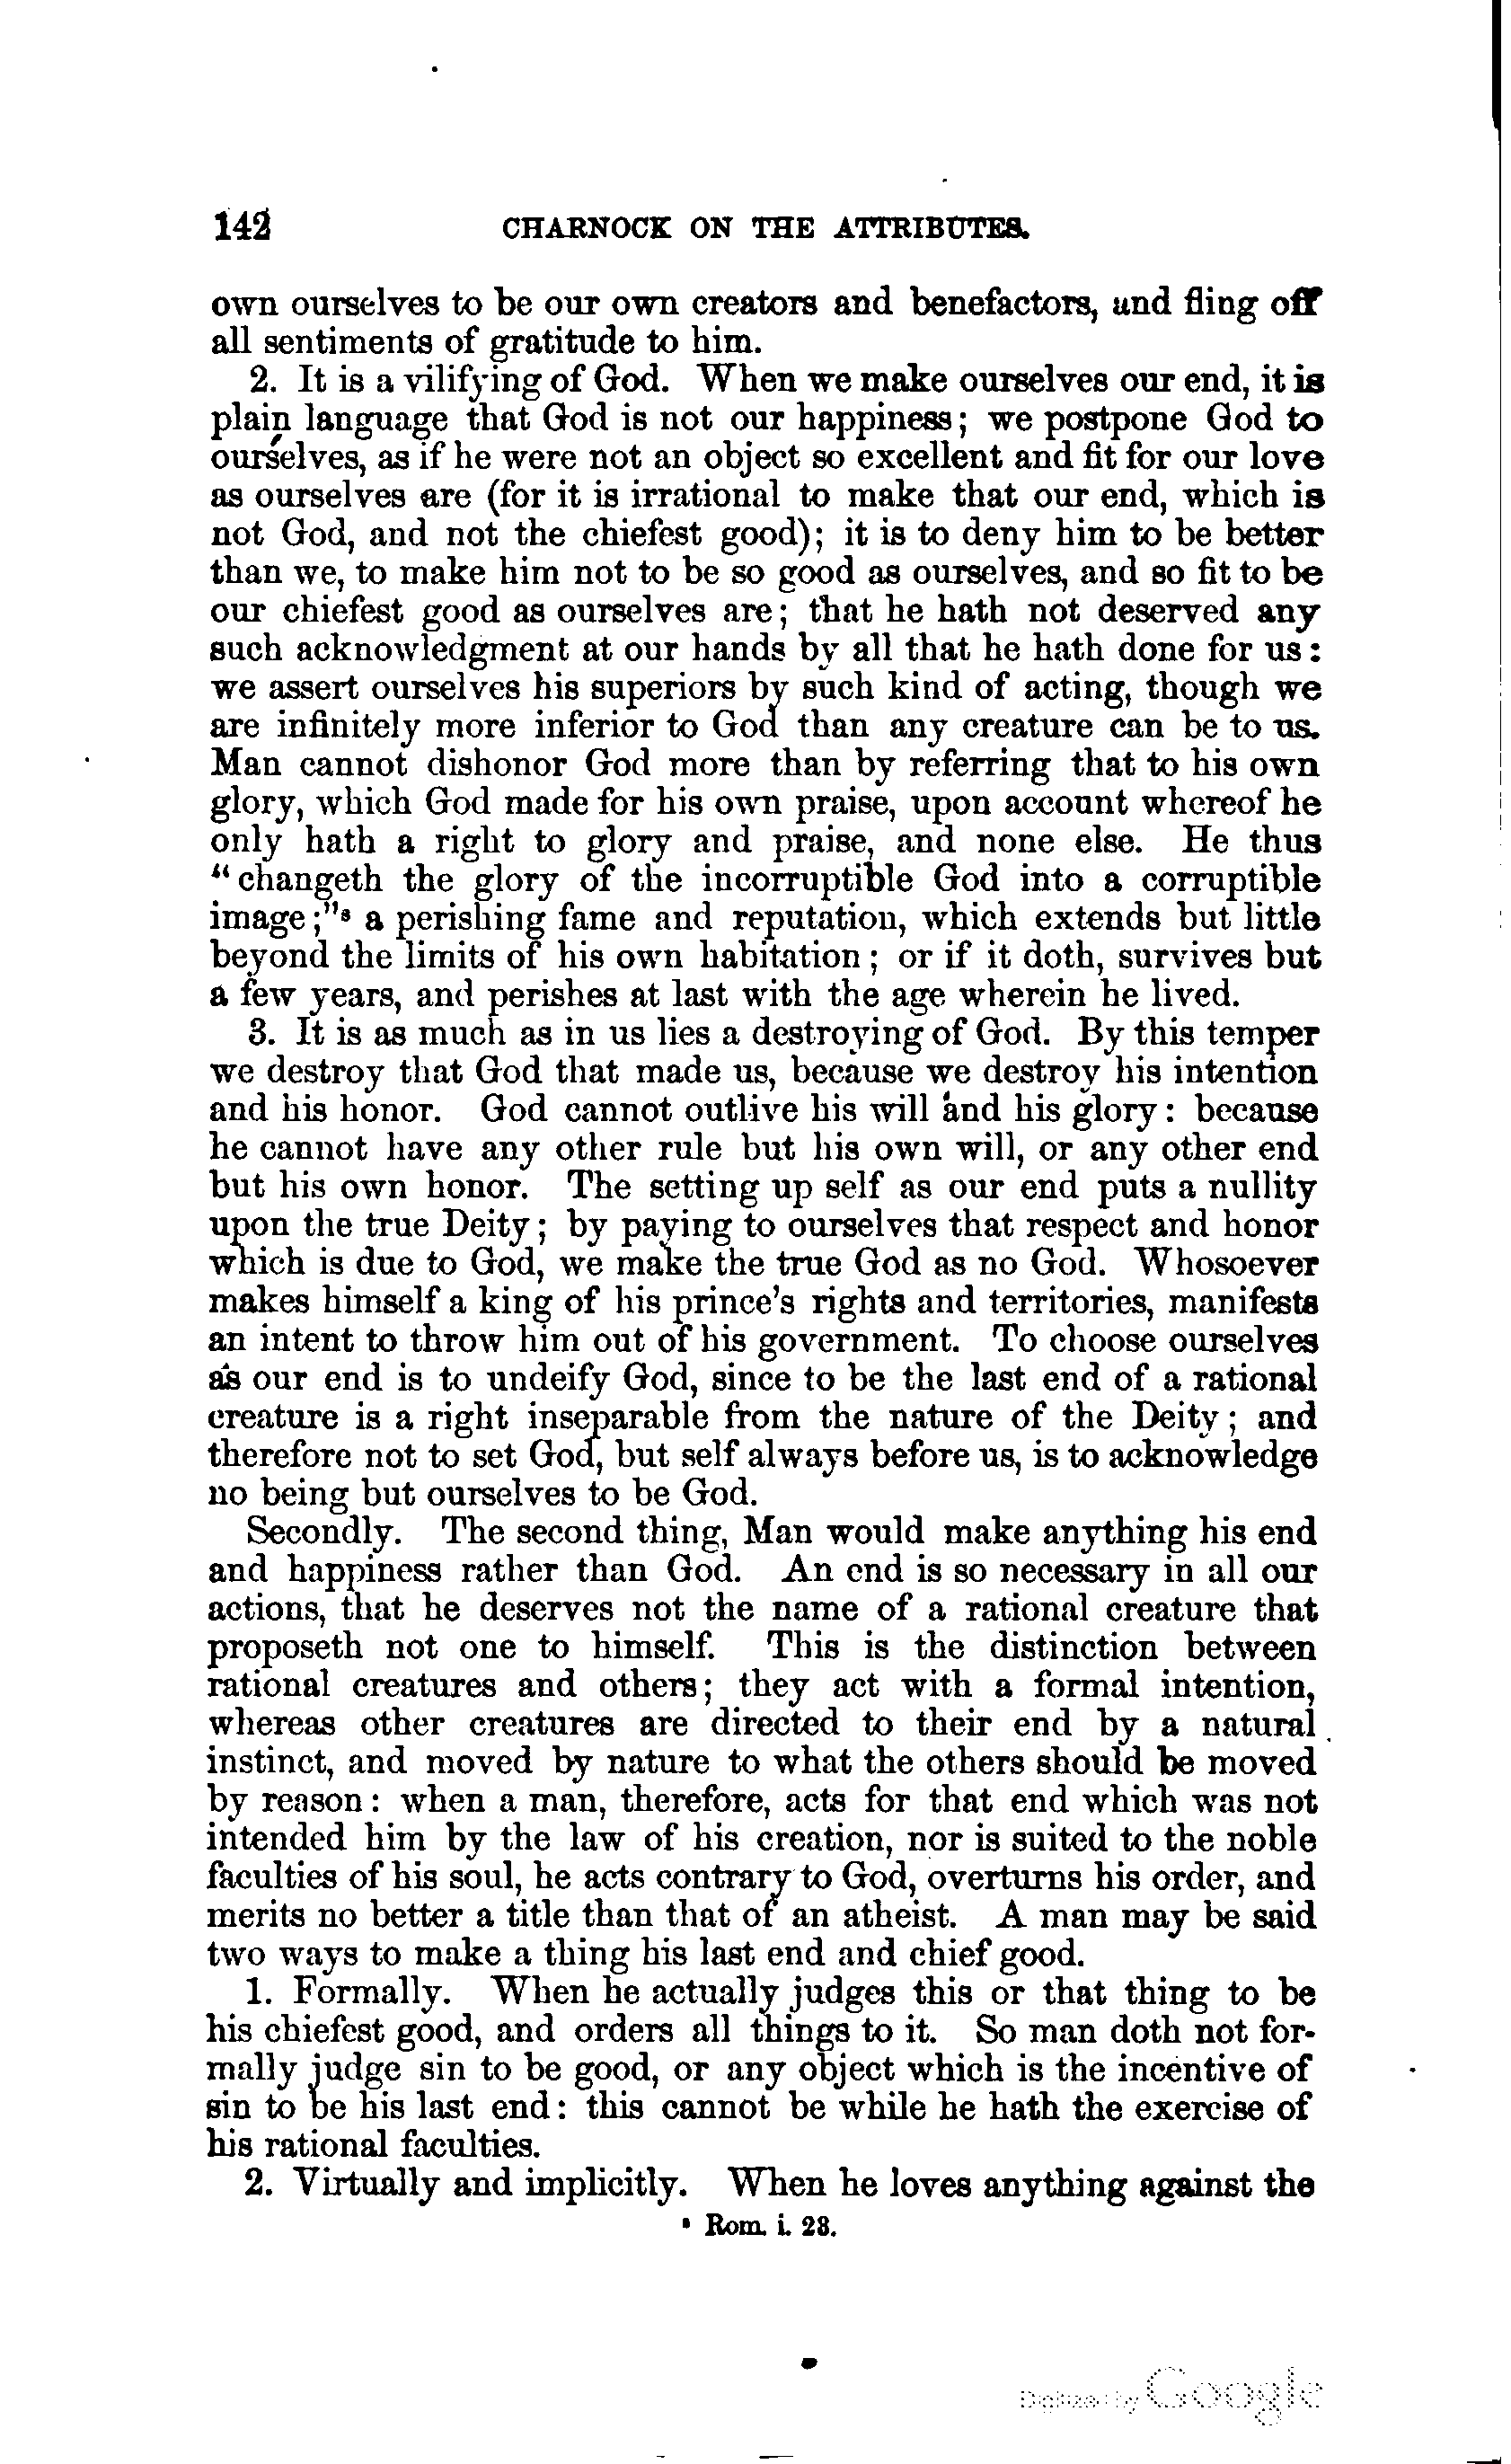 142 CHARNOCK ON THE ATTRIBUTES.
own ourselves to be our own creators and benefactors, and fling off
all sentiments of gratitude to him.
2. It is a vilifying of God. When we make ourselves our end, it is
plain language that God is not our happiness; we postpone God to
ourselves, as if he were not an object so excellent and fit for our love
as ourselves are (for it is irrational to make that our end, which is
not God, and not the chiefest good); it is to deny him to be better
than we, to make him not to be so good as ourselves, and so fit to be
our chiefest good as ourselves are; that he hath not deserved any
such acknowledgment at our hands by all that he hath done for us:
we assert ourselves his superiors by such kind of acting, though we
are infinitely more inferior to God than any creature can be to us.
Man cannot dishonor God more than by referring that to his own
glory, which God made for his own praise, upon account whereof he
only hath a right to glory and praise, and none else. He thus
“changeth the glory of the incorruptible God into a corruptible
image;”s a perishing fame and reputation, which extends but little
beyond the limits of his own habitation; or if it doth, survives but
a few years, and perishes at last with the age wherein he lived.
3. It is as much as in us lies a destroying of God. By this temper
we destroy that God that made us, because we destroy his intention
and his honor. God cannot outlive his will and his glory: because
he cannot have any other rule but his own will, or any other end
but his own honor. The setting up self as our end puts a nullity
upon the true Deity; by paying to ourselves that respect and honor
which is due to God, we make the true God as no God. Whosoever
makes himself a king of his prince's rights and territories, manifests
an intent to throw him out of his government. To choose ourselves
as our end is to undeify God, since to be the last end of a rational
creature is a right inseparable from the nature of the Deity; and
therefore not to set God, but self always before us, is to acknowledge
no being but ourselves to be God.
Secondly. The second thing, Man would make anything his end
and happiness rather than God. An end is so necessary in all our
actions, that he deserves not the name of a rational creature that
proposeth not one to himself. This is the distinction between
rational creatures and others; they act with a formal intention,
whereas other creatures are directed to their end by a natural
instinct, and moved by nature to what the others should be moved
by reason: when a man, therefore, acts for that end which was not
intended him by the law of his creation, nor is suited to the noble
faculties of his soul, he acts contrary to God, overturns his order, and
merits no better a title than that of an atheist. A man may be said
two ways to make a thing his last end and chief good.
1. Formally. When he actually judges this or that thing to be
his chiefest good, and orders all things to it. So man doth not for-
mally judge sin to be good, or any object which is the incentive of
sin to be his last end: this cannot be while he hath the exercise of
his rational faculties.
2. Virtually and implicitly. When he loves anything against the
s Rom. i. 23.
Digitized by Google